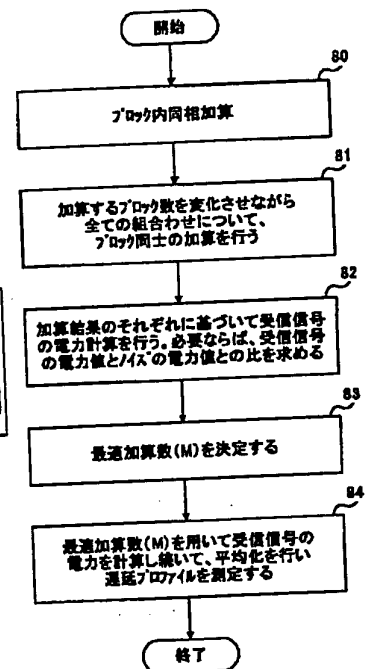 開始
80
ブロック内同相加算
81
加算するブロック数を変化させながら
全ての組合わせについて、
ブロック同士の加算を行う
82
加算結果のそれぞれに基づいて受信信号
の電力計算を行う。必要ならば、受信信号
の電力値とノイズの電力値との比を求める
83
最適加算数(M)を決定する
84
最適加算数(M)を用いて受信信号の
電力を計算し続いて、平均化を行い
遅延プロファイルを測定する
終了